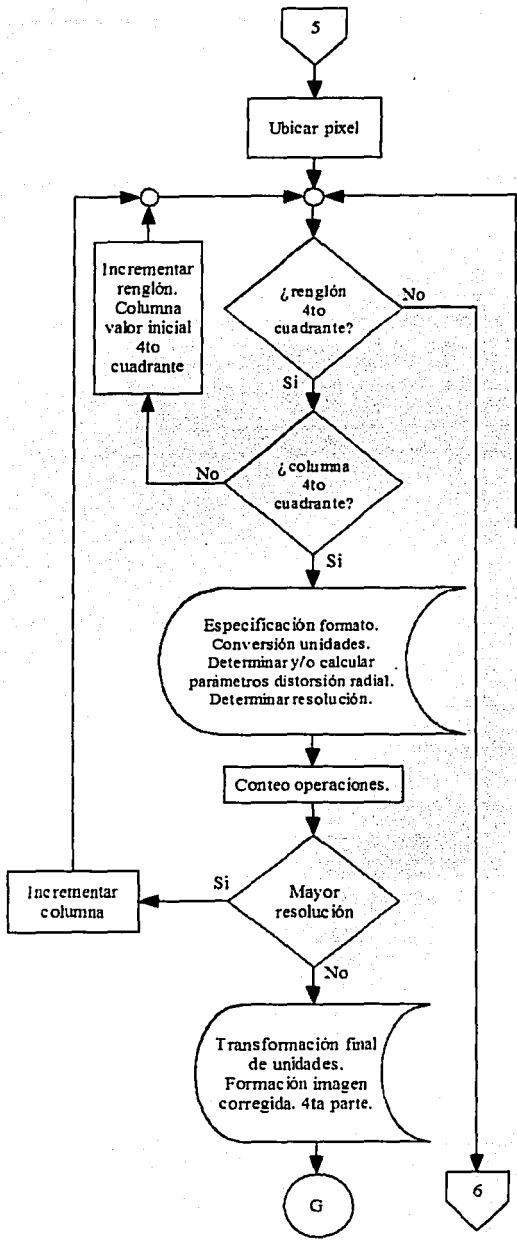 5
Ubicar pixel
Incrementar
renglón.
Columna
valor inicial
4to
cuadrante
¿renglón
4to
cuadrante?
No
Si
¿columna
4to
cuadrante?
No
Si
Especificación formato.
Conversión unidades.
Determinar y/o calcular
parámetros distorsión radial.
Determinar resolución.
Conteo operaciones.
Mayor
resolución
Si
Incrementar
columna
No
Transformación final
de unidades.
Formación imagen
corregida. 4ta parte.
G
6